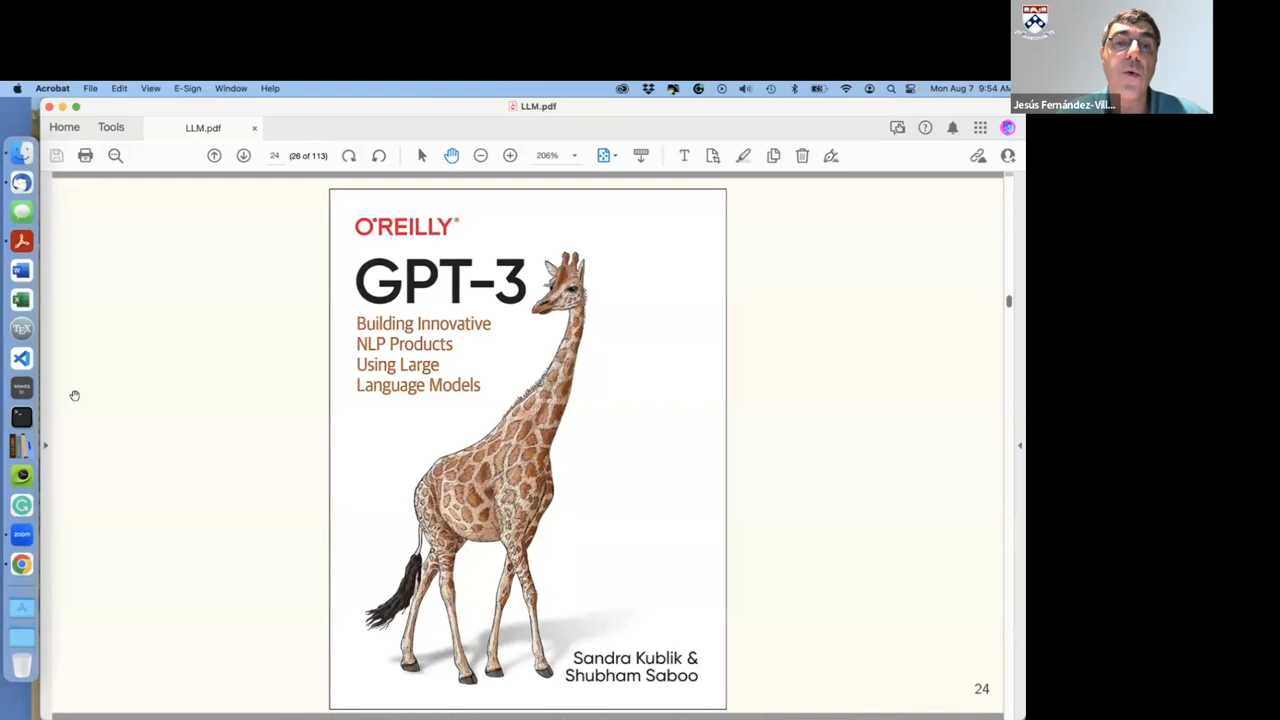 Acrobat File Edit View E-Sign Window Help
Mon Aug 7 9:54 AM
Jesús Fernández-Vill...
LLM.pdf
Home Tools LLM.pdf ×
24 (26 of 113) 206%
O'REILLY®
GPT-3
Building Innovative
NLP Products
Using Large
Language Models
Sandra Kublik &
Shubham Saboo
24
TEX
zoom